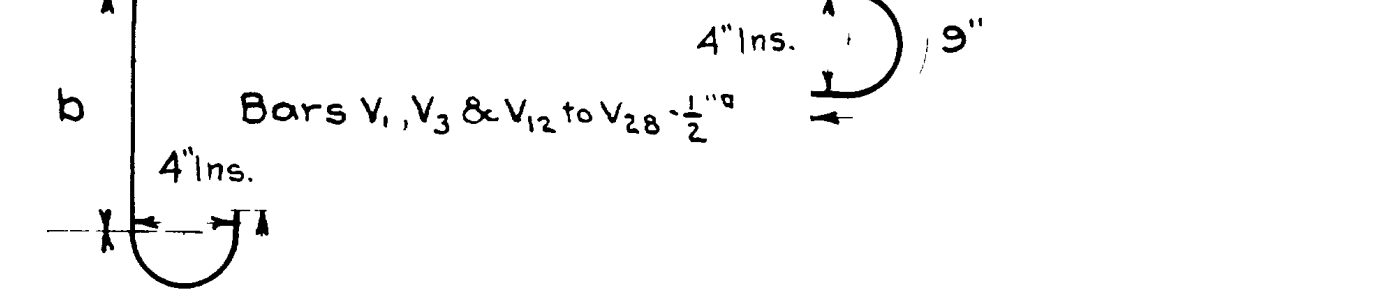 4" Ins. 9"
b Bars V₁, V₃ & V₁₂ to V₂₈ - ½"□
4" Ins.